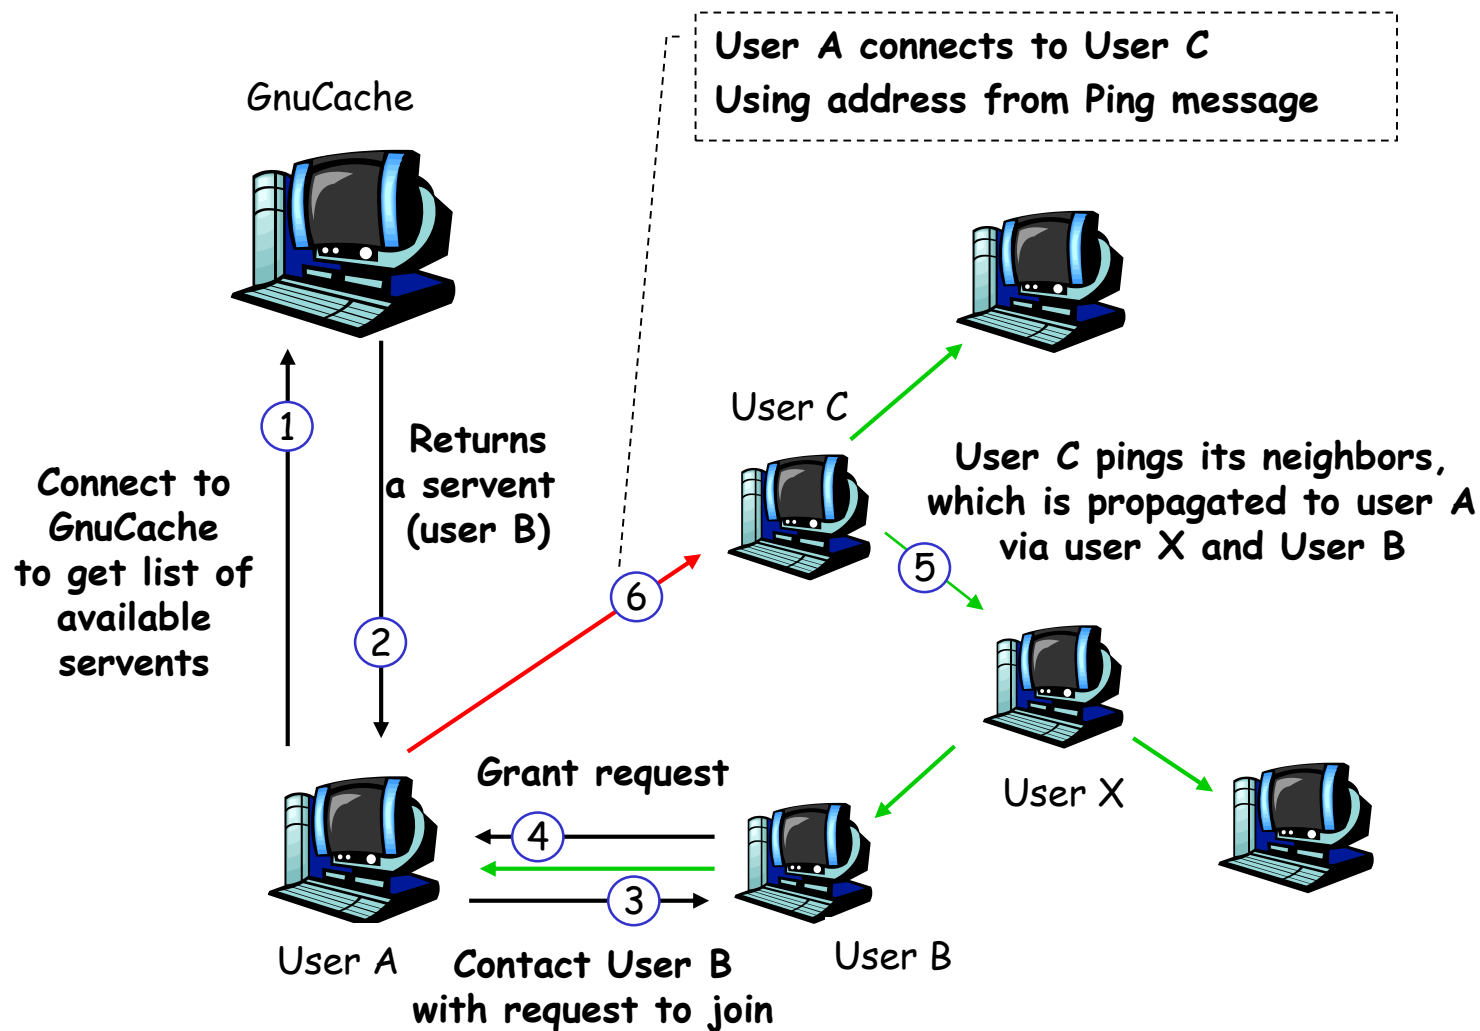 User A connects to User C
Using address from Ping message
GnuCache
1
Connect to
GnuCache
to get list of
available
servents
2
Returns
a servent
(user B)
6
User C
User C pings its neighbors,
which is propagated to user A
via user X and User B
5
User X
Grant request
4
3
User A
Contact User B
with request to join
User B